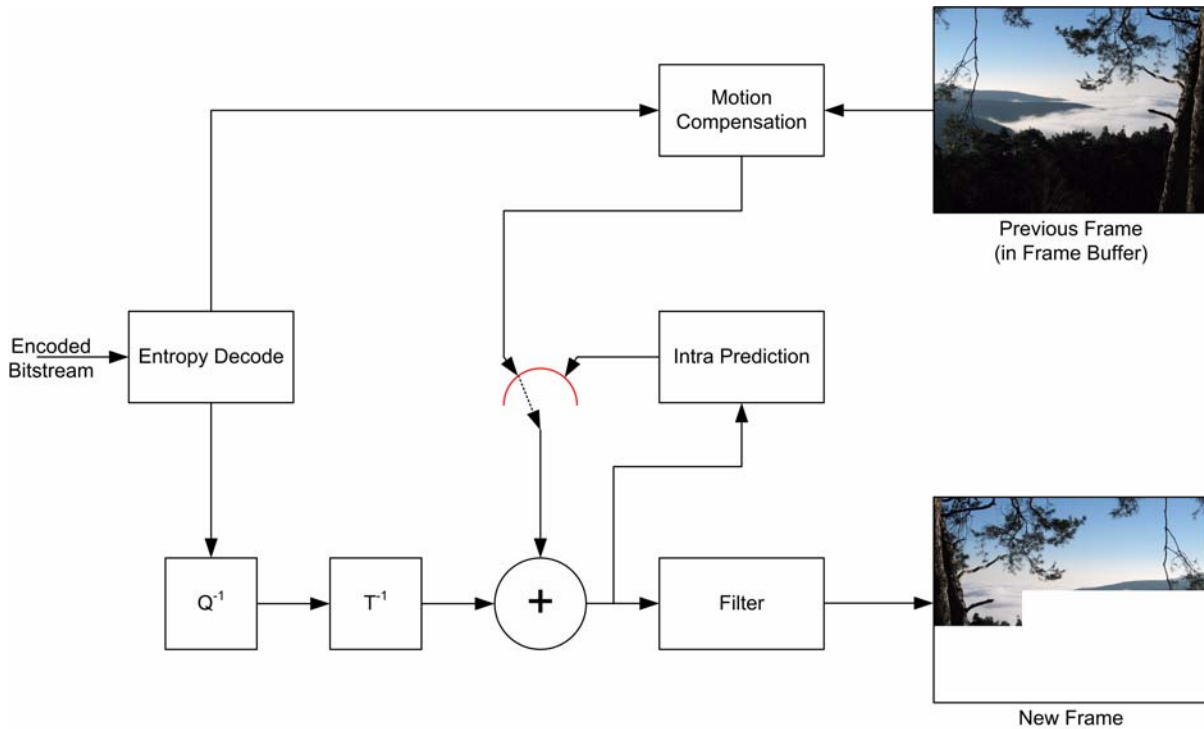 Motion
Compensation
Previous Frame
(in Frame Buffer)
Encoded
Bitstream
Entropy Decode
Intra Prediction
Q-1
T-1
+
Filter
New Frame